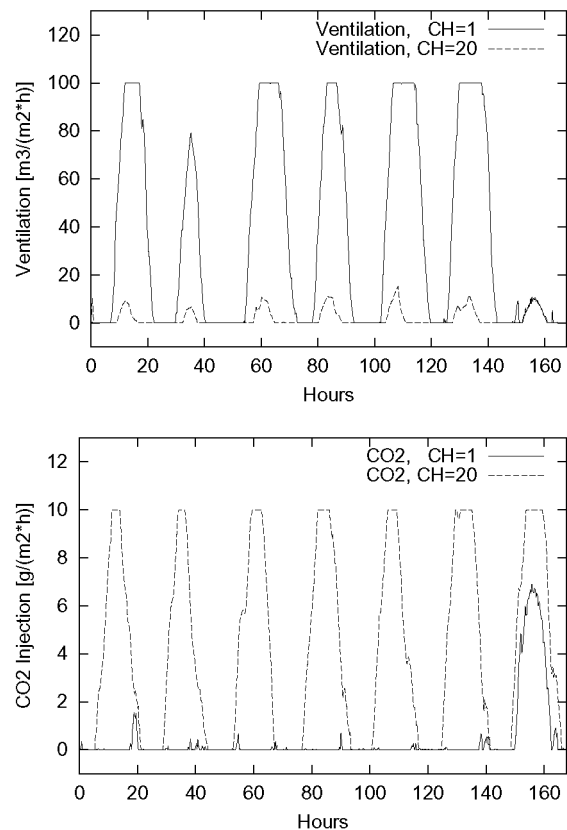 Ventilation, CH=1
Ventilation, CH=20
120
100
80
60
40
20
0
Ventilation [m3/(m2*h)]
0 20 40 60 80 100 120 140 160
Hours
CO2, CH=1
CO2, CH=20
12
10
8
6
4
2
0
CO2 Injection [g/(m2*h)]
0 20 40 60 80 100 120 140 160
Hours